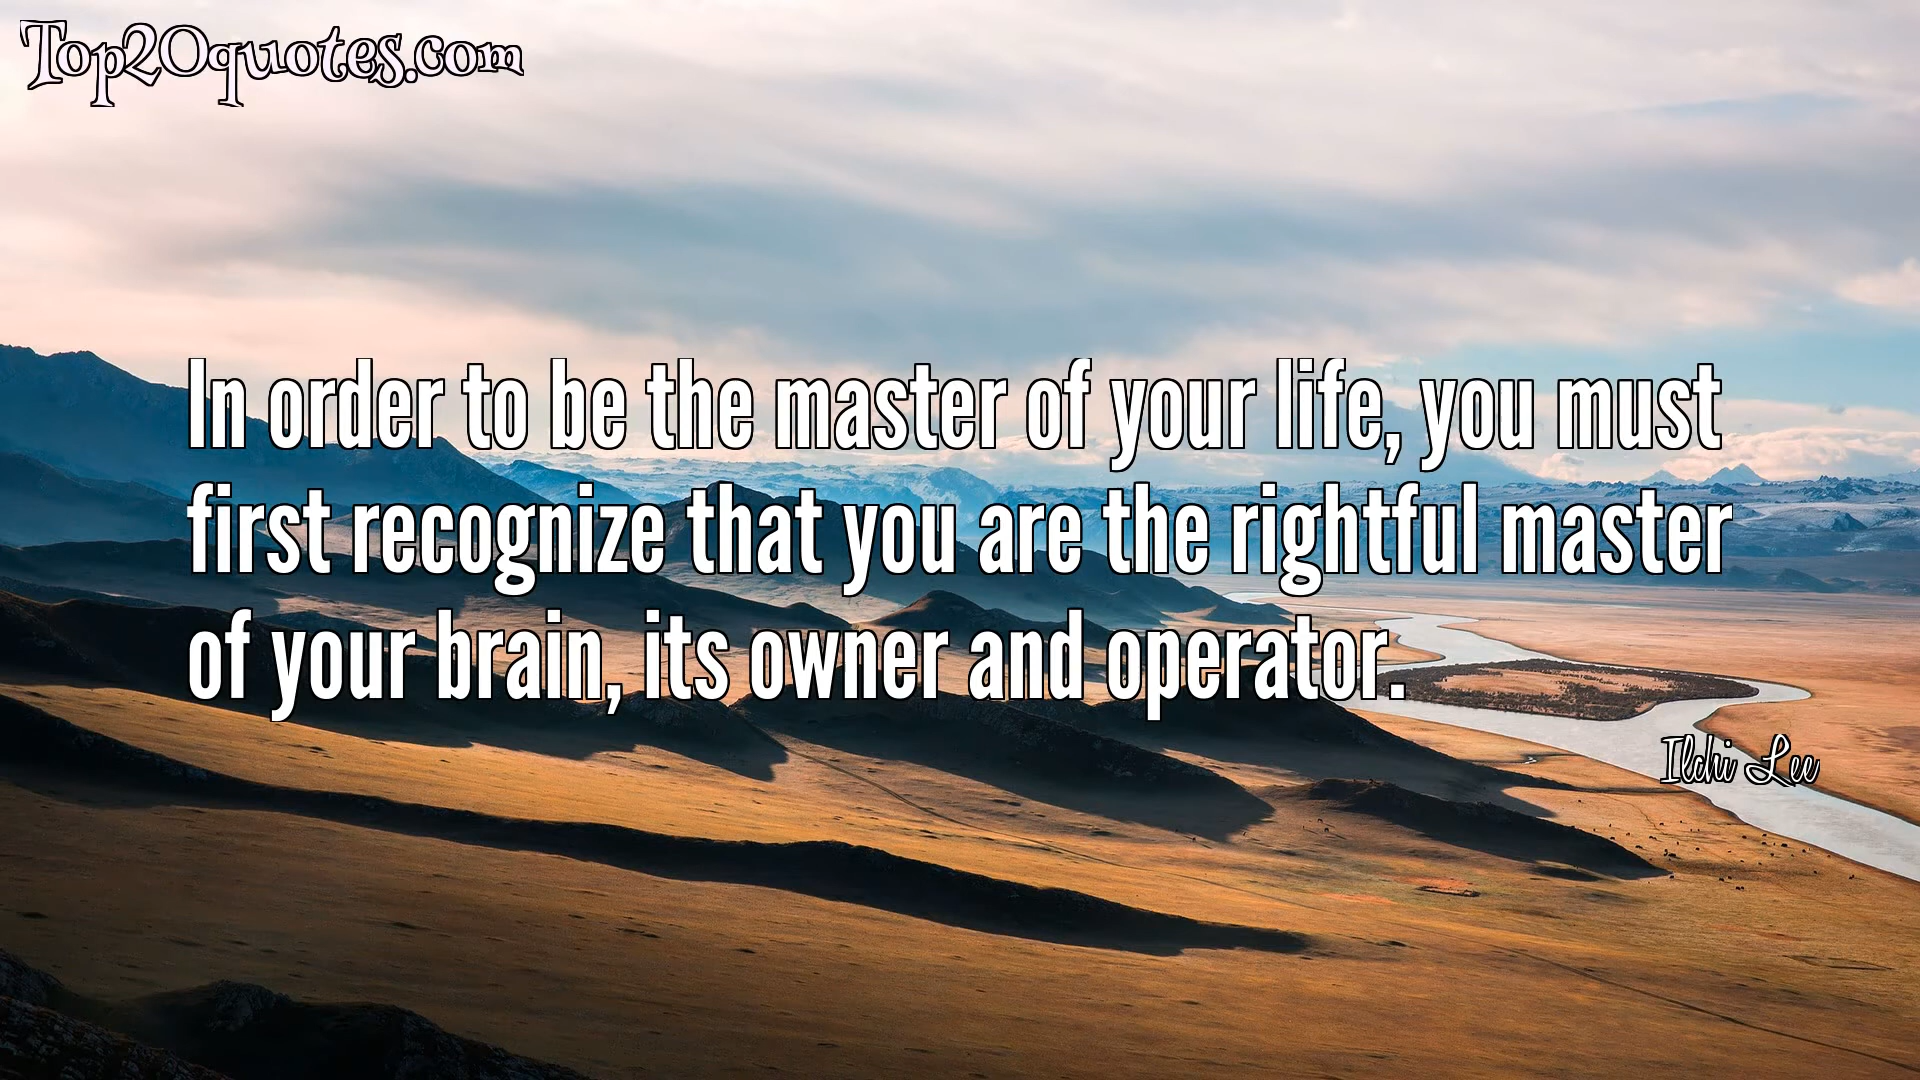 Top20quotes.com
In order to be the master of your life, you must
first recognize that you are the rightful master
of your brain, its owner and operator.
Ilchi Lee